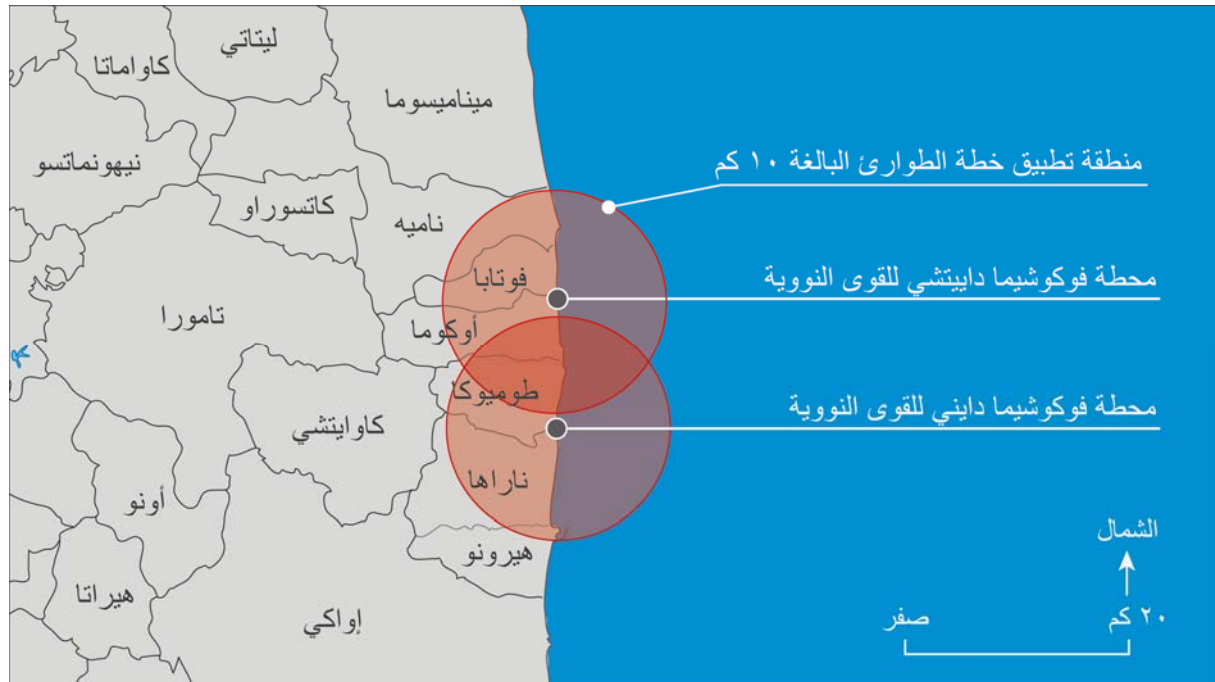 ليتاتي
كاواماتا
ميناميسوما
نيهونماتسو
منطقة تطبيق خطة الطوارئ البالغة ١٠ كم
كاتسوراو
ناميه
فوتابا
محطة فوكوشيما داييتشي للقوى النووية
تامورا
أوكوما
طوميوكا
محطة فوكوشيما دايني للقوى النووية
كاوايتشي
ناراها
أونو
هيرونو
الشمال
هيراتا
إواكي
صفر
٢٠ كم